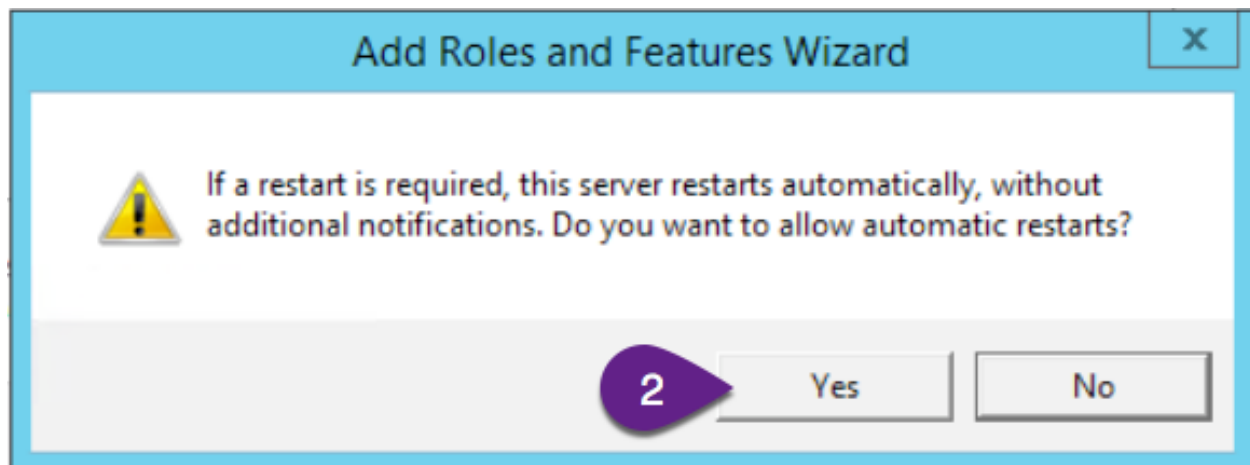 Add Roles and Features Wizard
x
If a restart is required, this server restarts automatically, without
additional notifications. Do you want to allow automatic restarts?
2
Yes
No